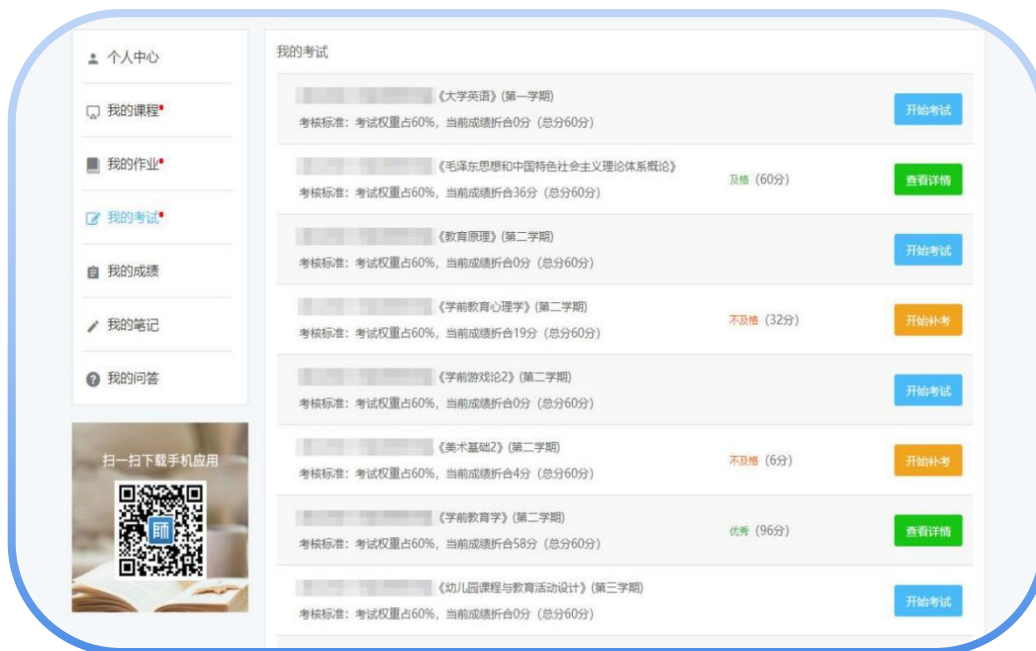 个人中心
我的课程
我的作业
我的考试
我的成绩
我的笔记
我的问答
扫一扫下载手机应用
師
我的考试
《大学英语》(第一学期)
考核标准：考试权重占60%，当前成绩折合0分（总分60分）
开始考试
《毛泽东思想和中国特色社会主义理论体系概论》
考核标准：考试权重占60%，当前成绩折合36分（总分60分）
及格（60分）
查看详情
《教育原理》(第二学期)
考核标准：考试权重占60%，当前成绩折合0分（总分60分）
开始考试
《学前教育心理学》(第二学期)
考核标准：考试权重占60%，当前成绩折合19分（总分60分）
不及格（32分）
开始补考
《学前游戏论2》(第二学期)
考核标准：考试权重占60%，当前成绩折合0分（总分60分）
开始考试
《美术基础2》(第二学期)
考核标准：考试权重占60%，当前成绩折合4分（总分60分）
不及格（6分）
开始补考
《学前教育学》(第二学期)
考核标准：考试权重占60%，当前成绩折合58分（总分60分）
优秀（96分）
查看详情
《幼儿园课程与教育活动设计》(第三学期)
考核标准：考试权重占60%，当前成绩折合0分（总分60分）
开始考试